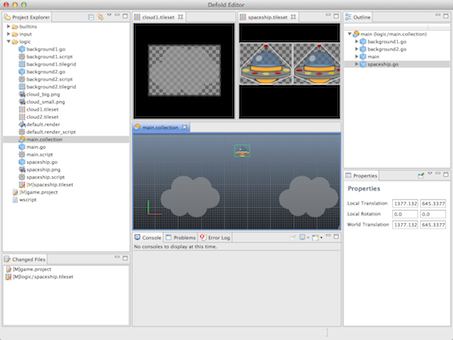 Defold Editor
Project Explorer
builtins
input
logic
background1.go
background1.script
background1.tilegrid
background2.go
background2.script
background2.tilegrid
cloud_big.png
cloud_small.png
cloud1.tileset
cloud2.tileset
default.render
default.render_script
main.collection
main.go
main.script
spaceship.go
spaceship.png
spaceship.script
[M]spaceship.tileset
[M]game.project
wscript
Changed Files
[M]game.project
[M]logic/spaceship.tileset
cloud1.tileset
spaceship.tileset
main.collection
Console
Problems
Error Log
No consoles to display at this time.
Outline
main (logic/main.collection)
background1.go
background2.go
main
spaceship.go
Properties
Properties
Local Translation 1377.132 645.3377
Local Rotation 0.0 0.0
World Translation 1377.132 645.3377